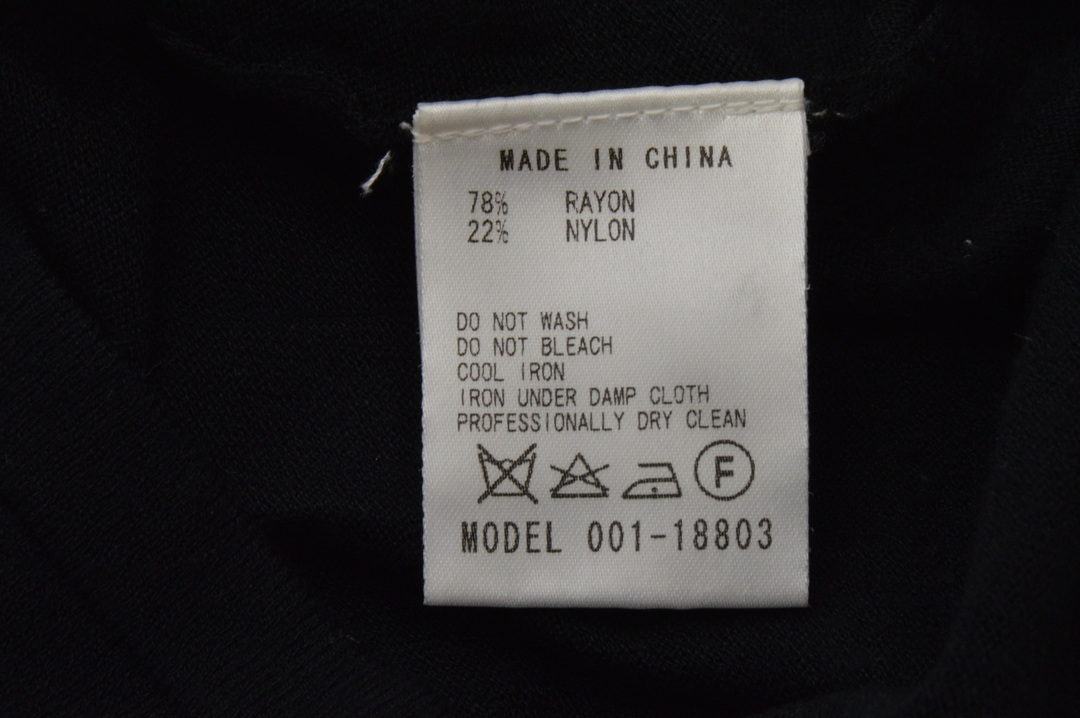 MADE IN CHINA
78% RAYON
22% NYLON
DO NOT WASH
DO NOT BLEACH
COOL IRON
IRON UNDER DAMP CLOTH
PROFESSIONALLY DRY CLEAN
F
MODEL 001-18803